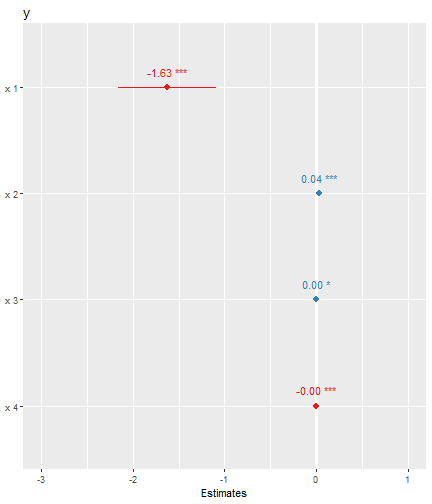 y
-1.63 ***
x 1
0.04 ***
x 2
0.00 *
x 3
-0.00 ***
x 4
-3 -2 -1 0 1
Estimates